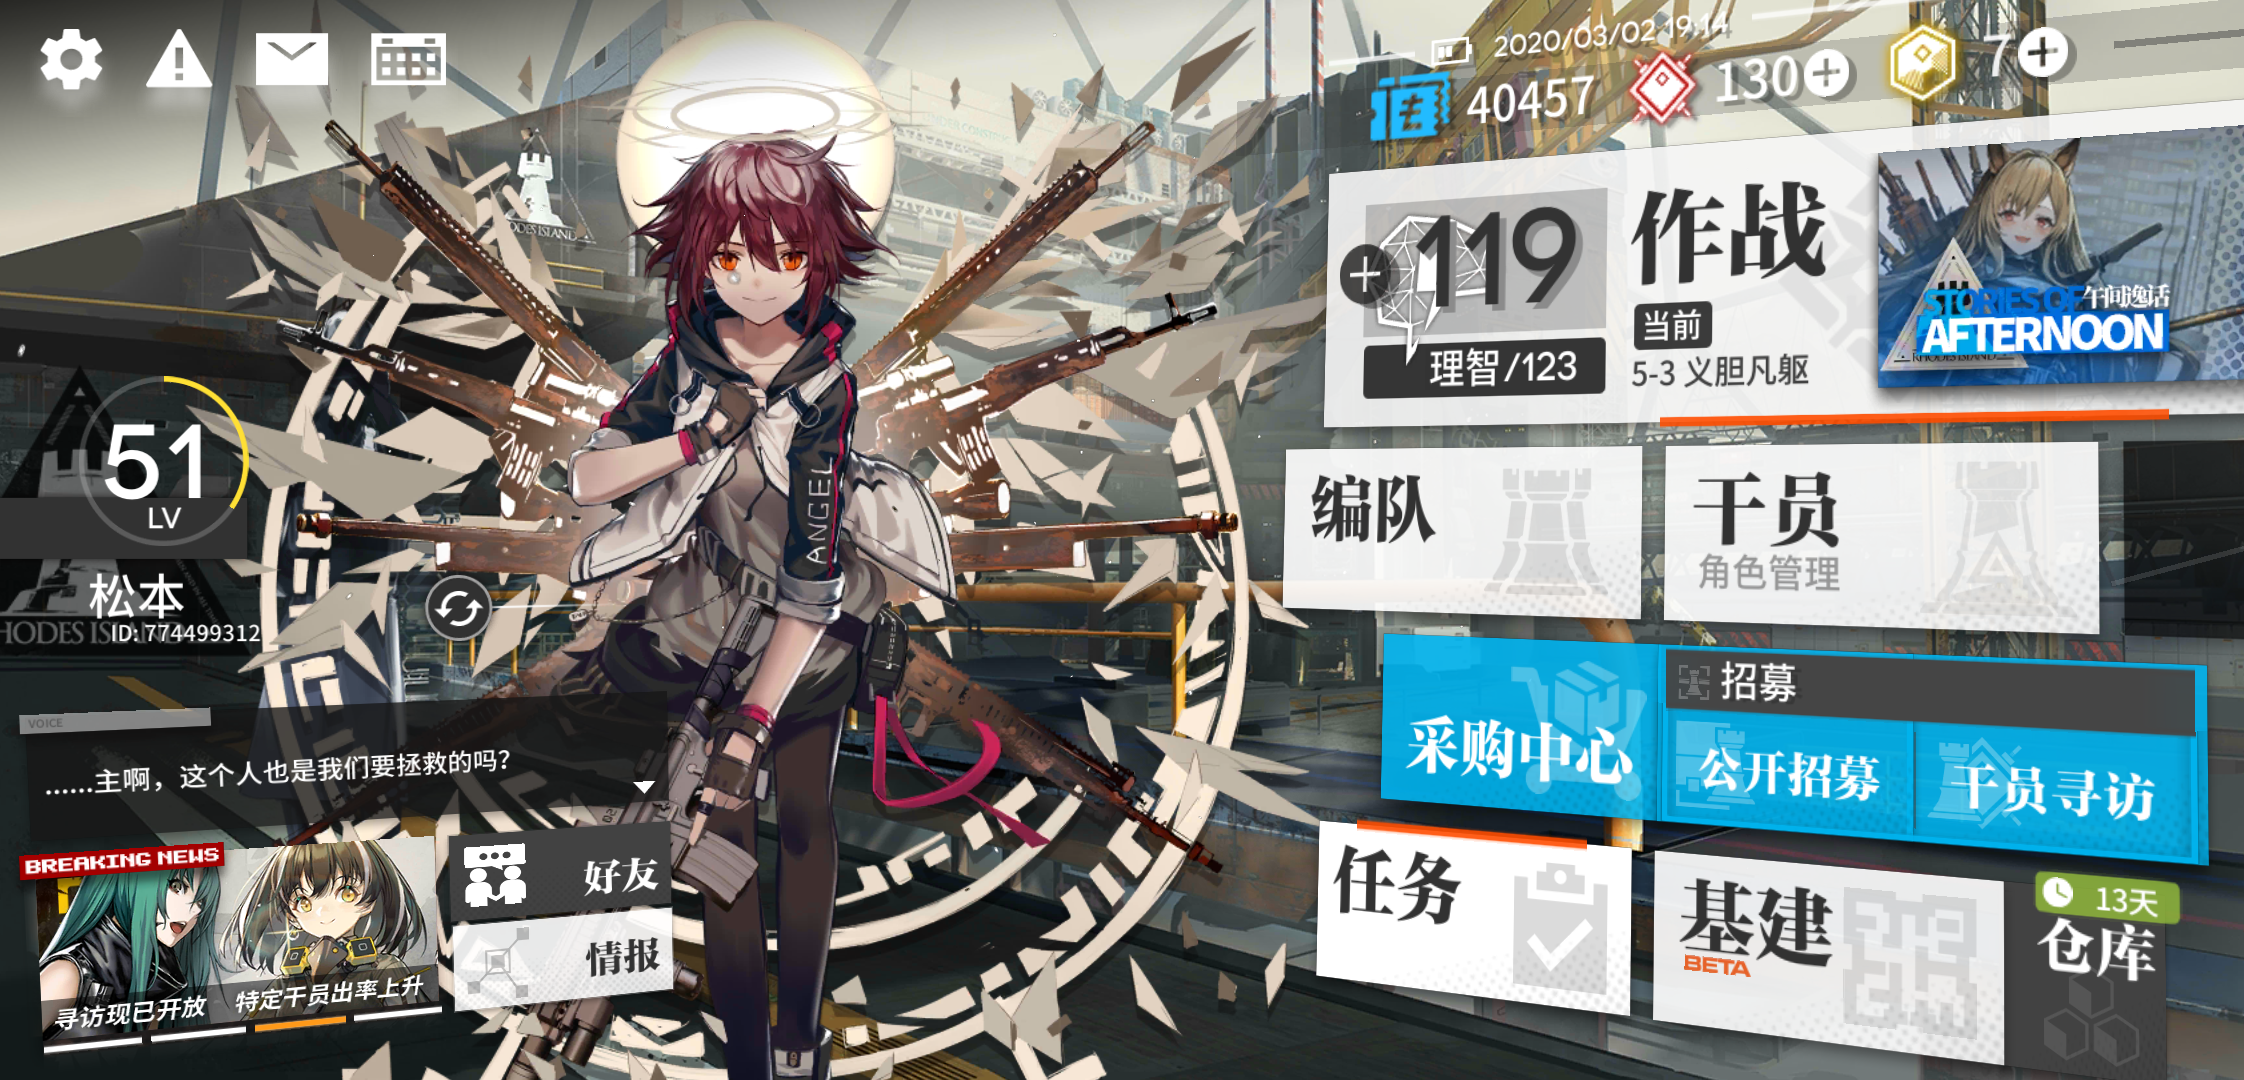 2020/03/02 19:14
40457
130
7
119
理智/123
作战
当前
5-3 义胆凡躯
STORIES OF 午间逸话
AFTERNOON
RHODES ISLAND
51
LV
松本
ID: 774499312
RHODES ISLAND
ANGEL
编队
干员
角色管理
采购中心
招募
公开招募
干员寻访
VOICE
......主啊，这个人也是我们要拯救的吗？
BREAKING NEWS
寻访现已开放
特定干员出率上升
好友
情报
任务
基建
BETA
13天
仓库